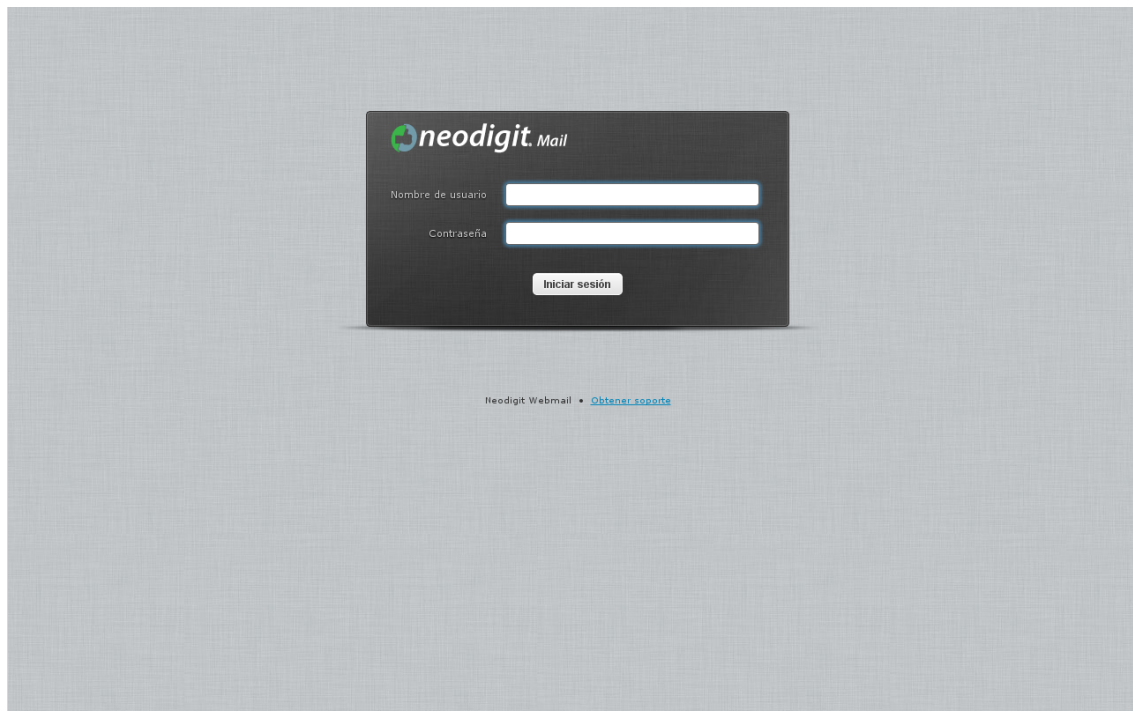 neodigit. Mail
Nombre de usuario
Contraseña
Iniciar sesión
Neodigit Webmail • Obtener soporte